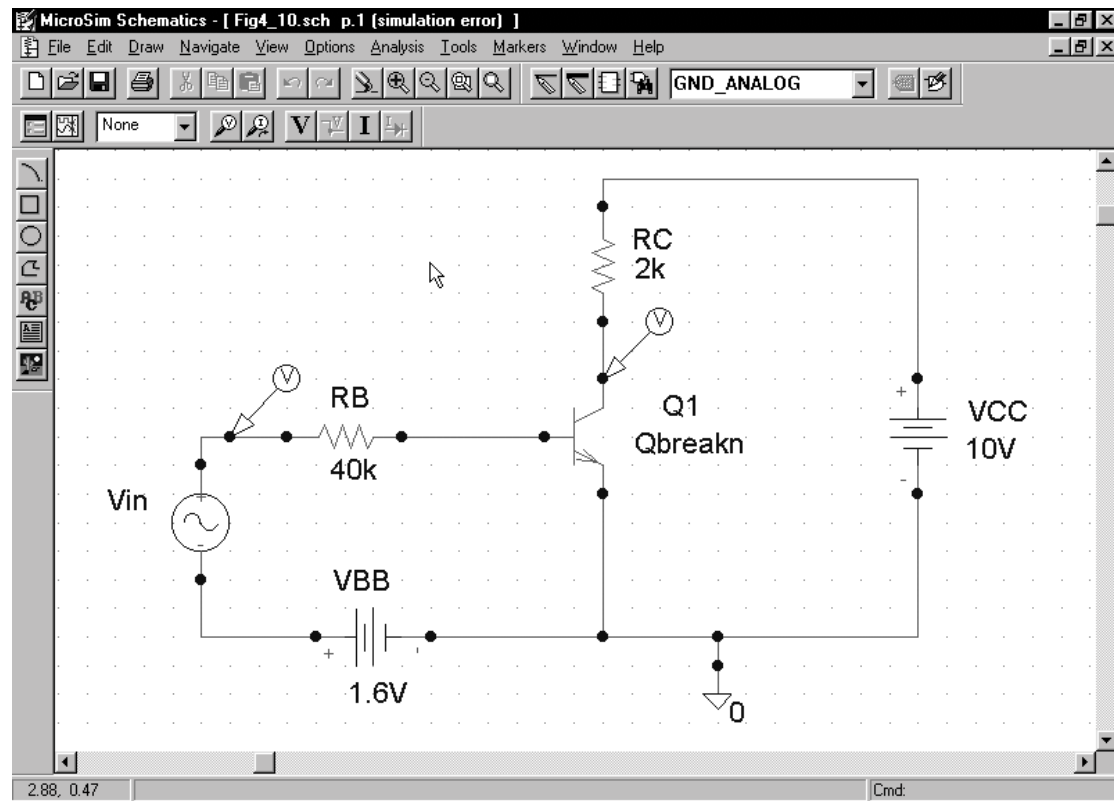 MicroSim Schematics - [ Fig4_10.sch p.1 (simulation error) ]
File Edit Draw Navigate View Options Analysis Tools Markers Window Help
GND_ANALOG
None V V I I
ABC
RC
2k
V
V
RB
40k
Q1
Qbreakn
+
VCC
10V
-
Vin
+
-
VBB
+ -
1.6V
0
2.88, 0.47 Cmd: